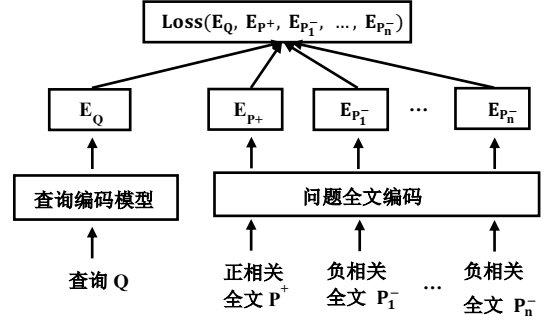 Loss(E_Q, E_P+, E_P₁⁻, …, E_Pₙ⁻)
E_Q E_P+ E_P₁⁻ … E_Pₙ⁻
查询编码模型 问题全文编码
查询 Q 正相关 负相关 … 负相关
全文 P⁺ 全文 P₁⁻ 全文 Pₙ⁻